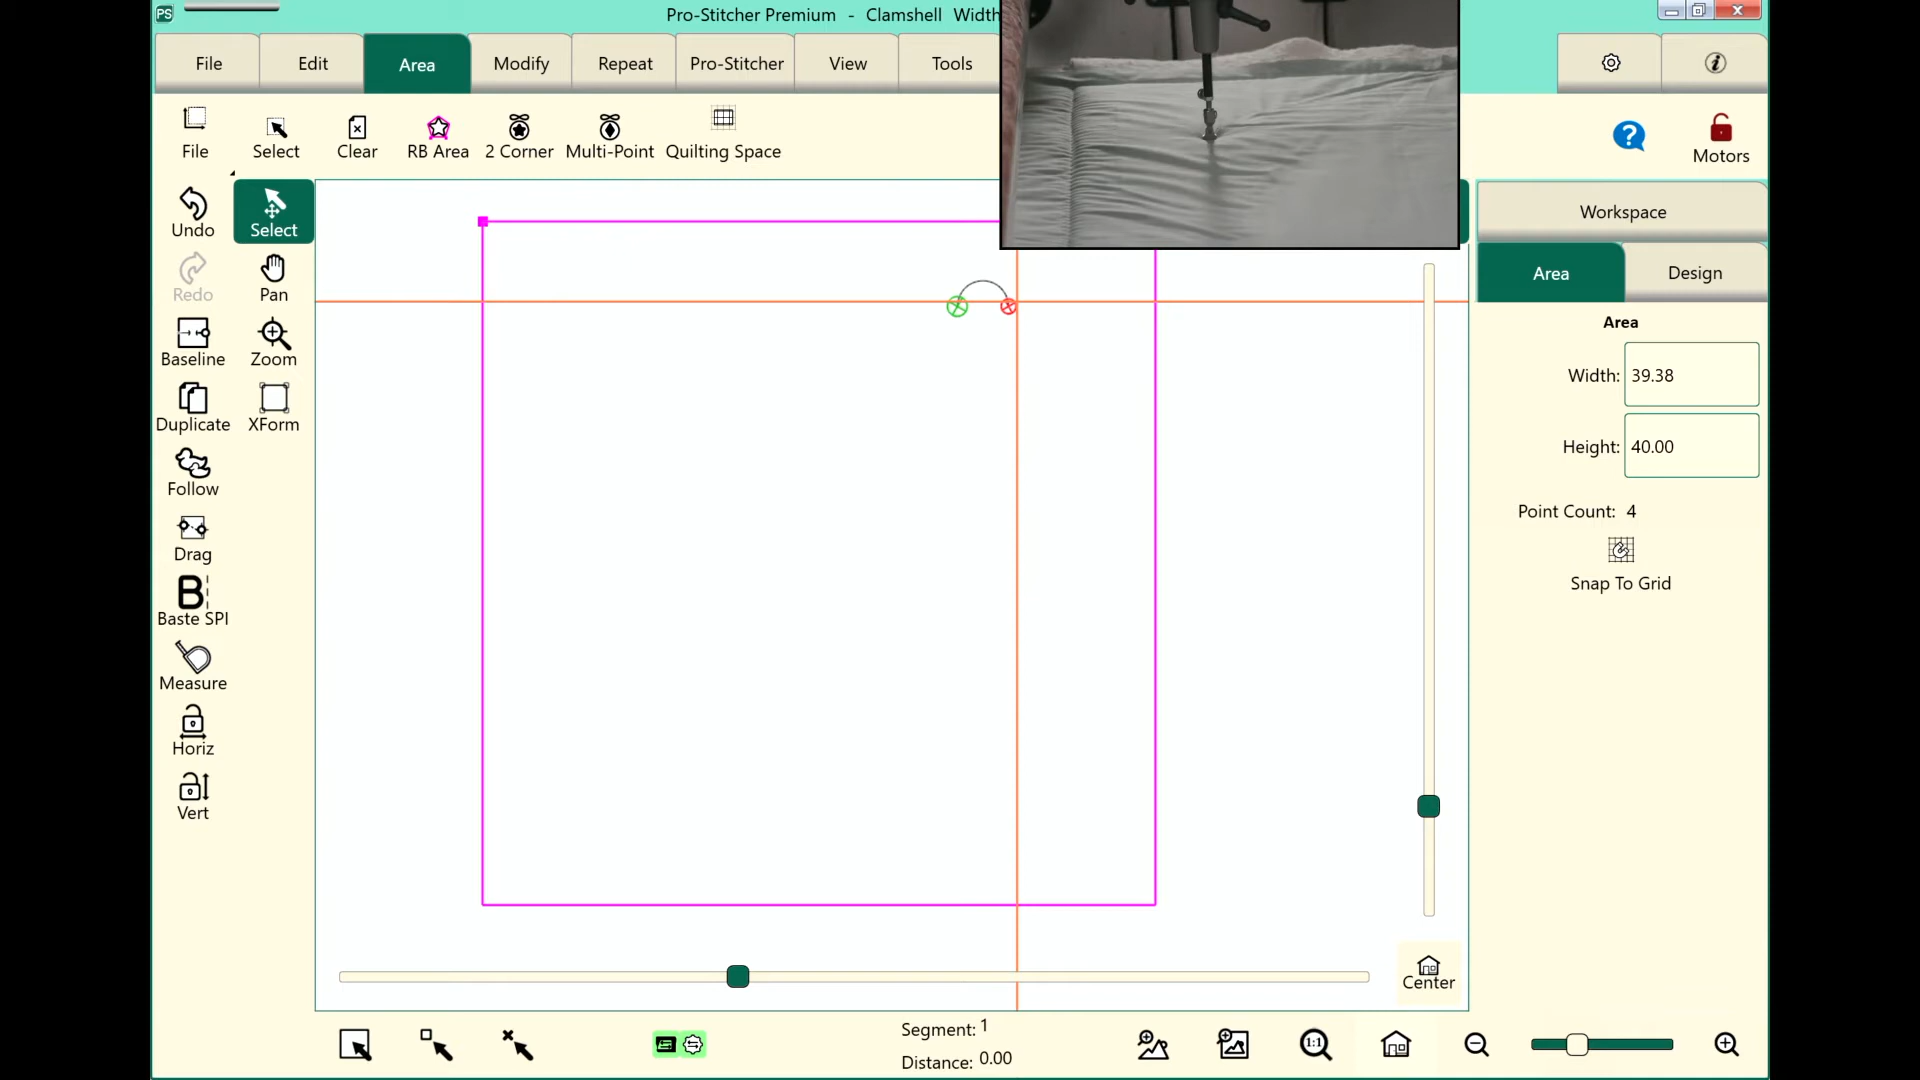 PS
Pro-Stitcher Premium - Clamshell Width
File Edit Area Modify Repeat Pro-Stitcher View Tools
File Select Clear RB Area 2 Corner Multi-Point Quilting Space
? Motors
Undo Select
Redo Pan
Baseline Zoom
Duplicate XForm
Follow
Drag
B
Baste SPI
Measure
Horiz
Vert
Workspace
Area Design
Area
Width: 39.38
Height: 40.00
Point Count: 4
Snap To Grid
Center
Segment: 1
Distance: 0.00
1:1